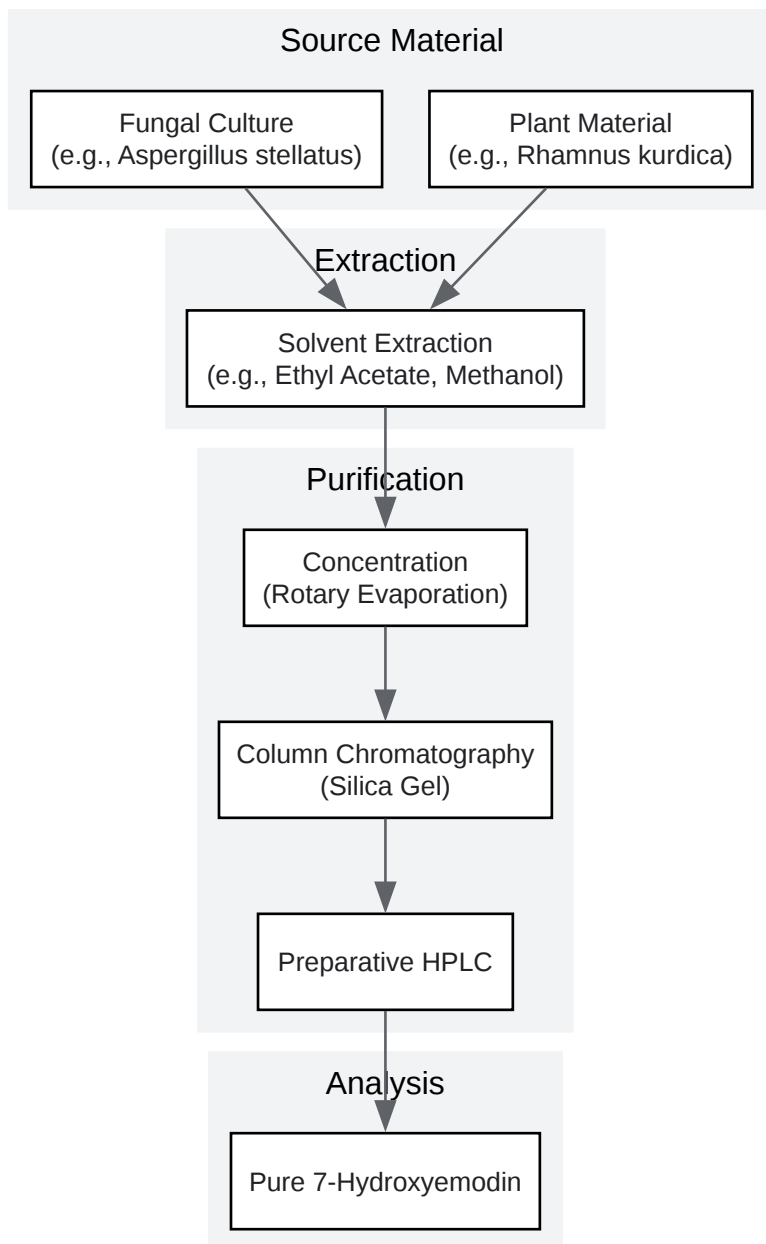 Source Material
Fungal Culture
(e.g., Aspergillus stellatus)
Plant Material
(e.g., Rhamnus kurdica)
Extraction
Solvent Extraction
(e.g., Ethyl Acetate, Methanol)
Purification
Concentration
(Rotary Evaporation)
Column Chromatography
(Silica Gel)
Preparative HPLC
Analysis
Pure 7-Hydroxyemodin